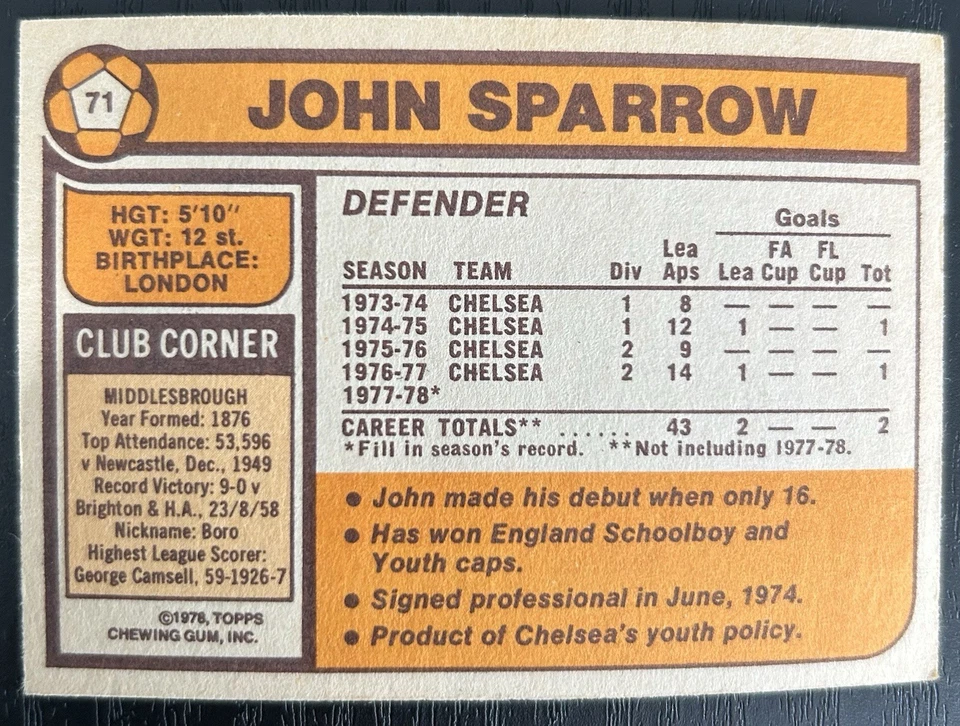 71
JOHN SPARROW
HGT: 5'10"
WGT: 12 st.
BIRTHPLACE:
LONDON
CLUB CORNER
MIDDLESBROUGH
Year Formed: 1876
Top Attendance: 53,596
v Newcastle, Dec., 1949
Record Victory: 9-0 v
Brighton & H.A., 23/8/58
Nickname: Boro
Highest League Scorer:
George Camsell, 59-1926-7
©1978, TOPPS
CHEWING GUM, INC.
DEFENDER
Goals
Lea FA FL
SEASON TEAM Div Aps Lea Cup Cup Tot
1973-74 CHELSEA 1 8 — — — —
1974-75 CHELSEA 1 12 1 — — 1
1975-76 CHELSEA 2 9 — — — —
1976-77 CHELSEA 2 14 1 — — 1
1977-78*
CAREER TOTALS** ...... 43 2 — — 2
*Fill in season's record. **Not including 1977-78.
● John made his debut when only 16.
● Has won England Schoolboy and
Youth caps.
● Signed professional in June, 1974.
● Product of Chelsea's youth policy.